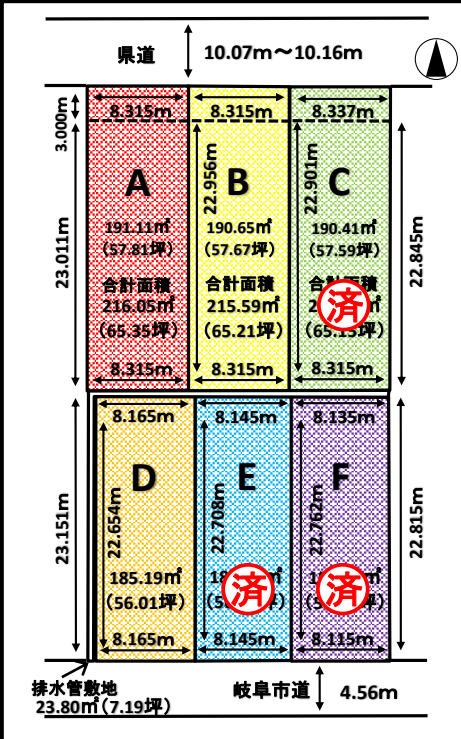 県道
10.07m～10.16m
3.000m
8.315m
8.315m
8.337m
A
B
C
22.956m
22.901m
191.11㎡
(57.81坪)
190.65㎡
(57.67坪)
190.41㎡
(57.59坪)
23.011m
22.845m
合計面積
216.05㎡
(65.35坪)
合計面積
215.59㎡
(65.21坪)
合計面積
済
8.315m
8.315m
8.315m
8.165m
8.145m
8.135m
D
E
F
22.654m
22.708m
22.762m
23.151m
22.815m
185.19㎡
(56.01坪)
済
済
8.165m
8.145m
8.115m
排水管敷地
23.80㎡(7.19坪)
岐阜市道
4.56m